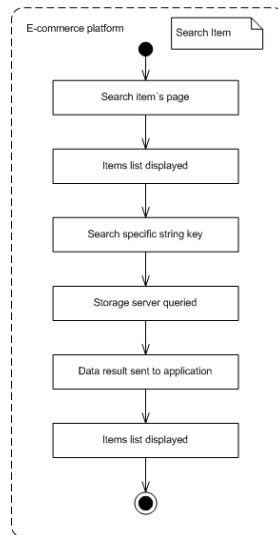 E-commerce platform
Search Item
Search item´s page
Items list displayed
Search specific string key
Storage server queried
Data result sent to application
Items list displayed